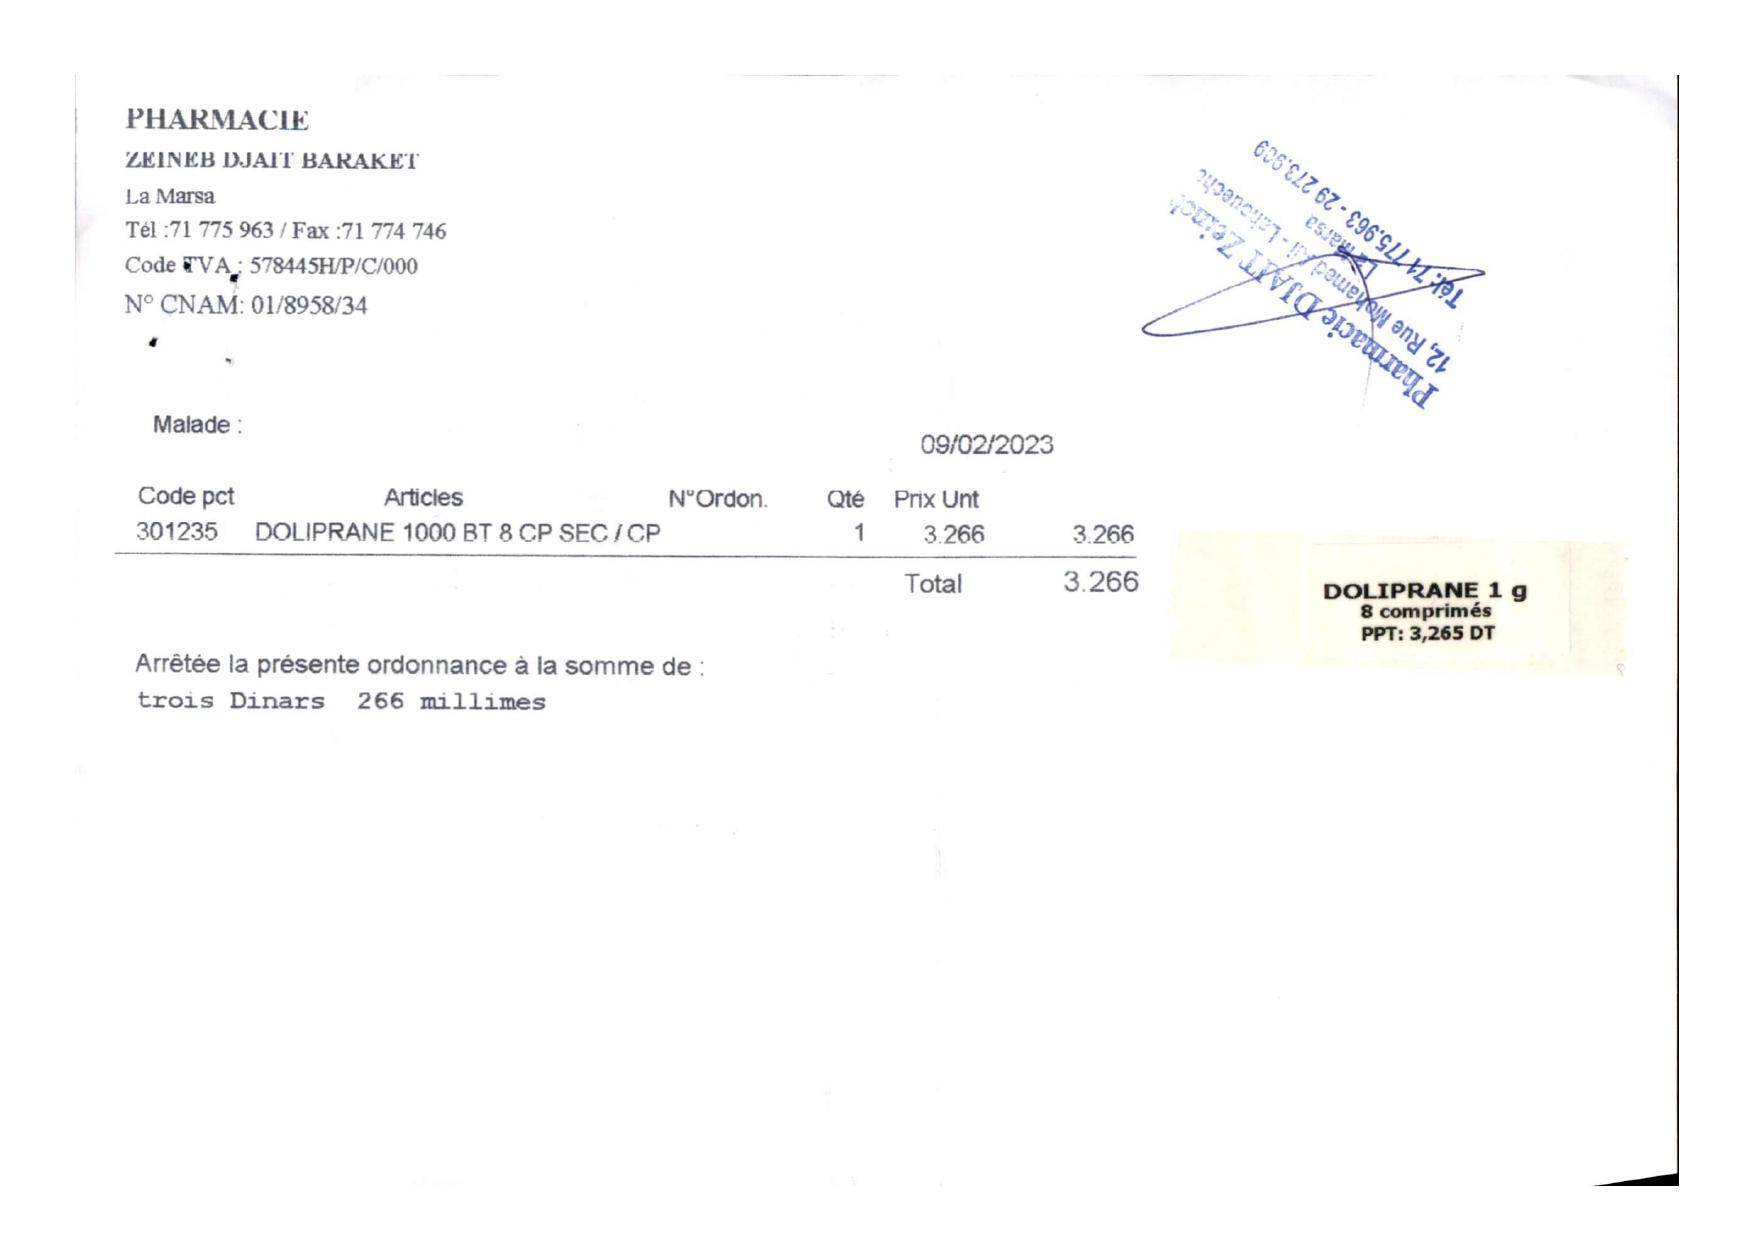 PHARMACIE
ZEINEB DJAIT BARAKET
La Marsa
Tél :71 775 963 / Fax :71 774 746
Code TVA : 578445H/P/C/000
N° CNAM: 01/8958/34
Pharmacie DJAIT Zeineb
12, Rue Mohamed Ali -
La Marsa
Tél: 71 775.963 - 29 273.909
Malade :
09/02/2023
Code pct Articles N°Ordon. Qté Prix Unt
301235 DOLIPRANE 1000 BT 8 CP SEC / CP 1 3.266 3.266
Total 3.266
DOLIPRANE 1 g
8 comprimés
PPT: 3,265 DT
Arrêtée la présente ordonnance à la somme de :
trois Dinars 266 millimes